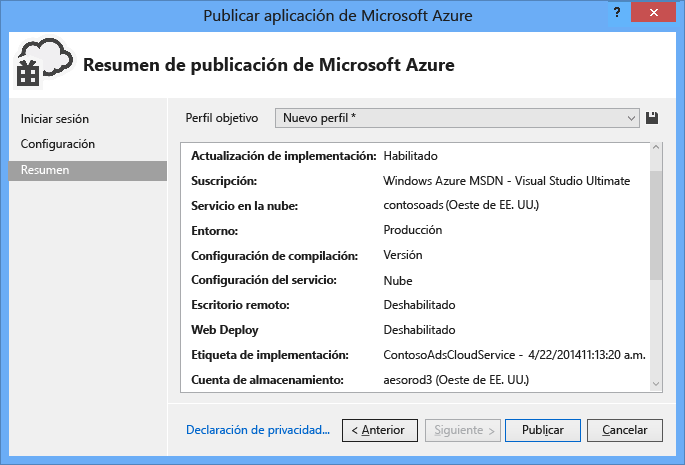 Publicar aplicación de Microsoft Azure
?
Resumen de publicación de Microsoft Azure
Iniciar sesión
Configuración
Resumen
Perfil objetivo Nuevo perfil *
Actualización de implementación: Habilitado
Suscripción: Windows Azure MSDN - Visual Studio Ultimate
Servicio en la nube: contosoads (Oeste de EE. UU.)
Entorno: Producción
Configuración de compilación: Versión
Configuración del servicio: Nube
Escritorio remoto: Deshabilitado
Web Deploy Deshabilitado
Etiqueta de implementación: ContosoAdsCloudService - 4/22/201411:13:20 a.m.
Cuenta de almacenamiento: aesorod3 (Oeste de EE. UU.)
Declaración de privacidad... < Anterior Siguiente > Publicar Cancelar